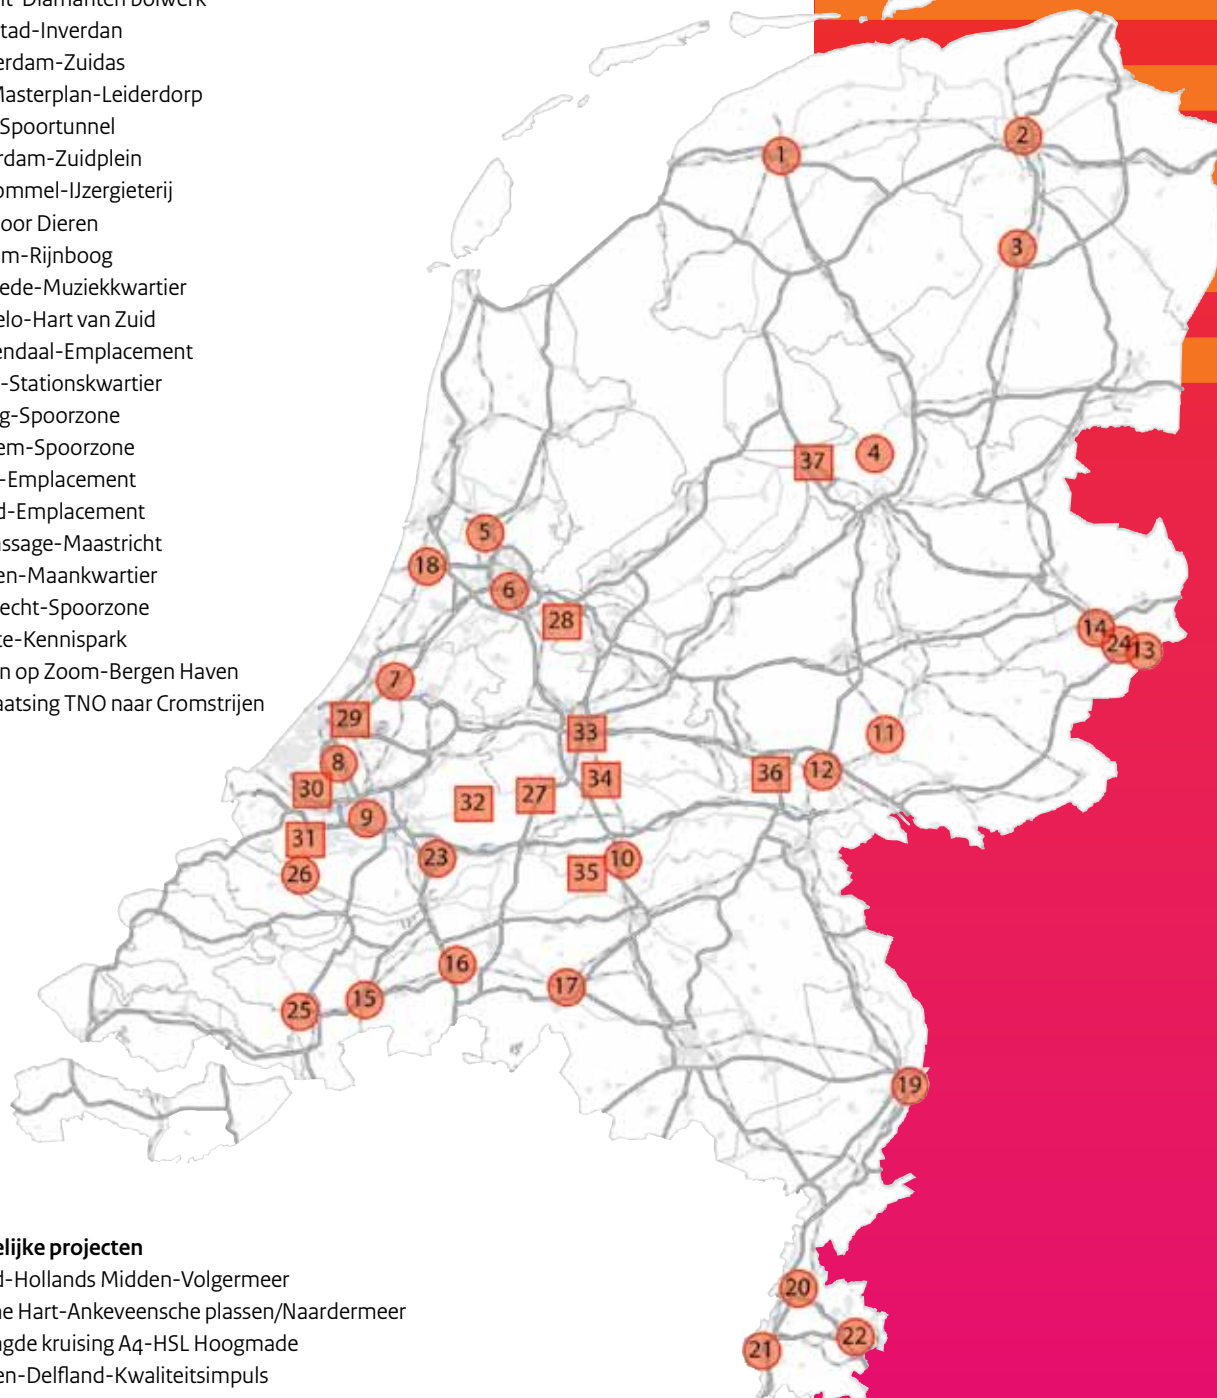 Diamanten bolwerk
tad-Inverdan
erdam-Zuidas
Masterplan-Leiderdorp
Spoortunnel
rdam-Zuidplein
ommel-IJzergieterij
oor Dieren
m-Rijnboog
ede-Muziekkwartier
elo-Hart van Zuid
endaal-Emplacement
-Stationskwartier
g-Spoorzone
em-Spoorzone
-Emplacement
d-Emplacement
assage-Maastricht
en-Maankwartier
echt-Spoorzone
te-Kennispark
n op Zoom-Bergen Haven
aatsing TNO naar Cromstrijen
1
2
3
4
37
5
18
6
28
14
24
13
7
29
33
11
8
30
36
12
34
27
32
9
31
23
10
35
26
16
17
15
25
19
20
22
21
elijke projecten
d-Hollands Midden-Volgermeer
ne Hart-Ankeveensche plassen/Naardermeer
agde kruising A4-HSL Hoogmade
en-Delfland-Kwaliteitsimpuls